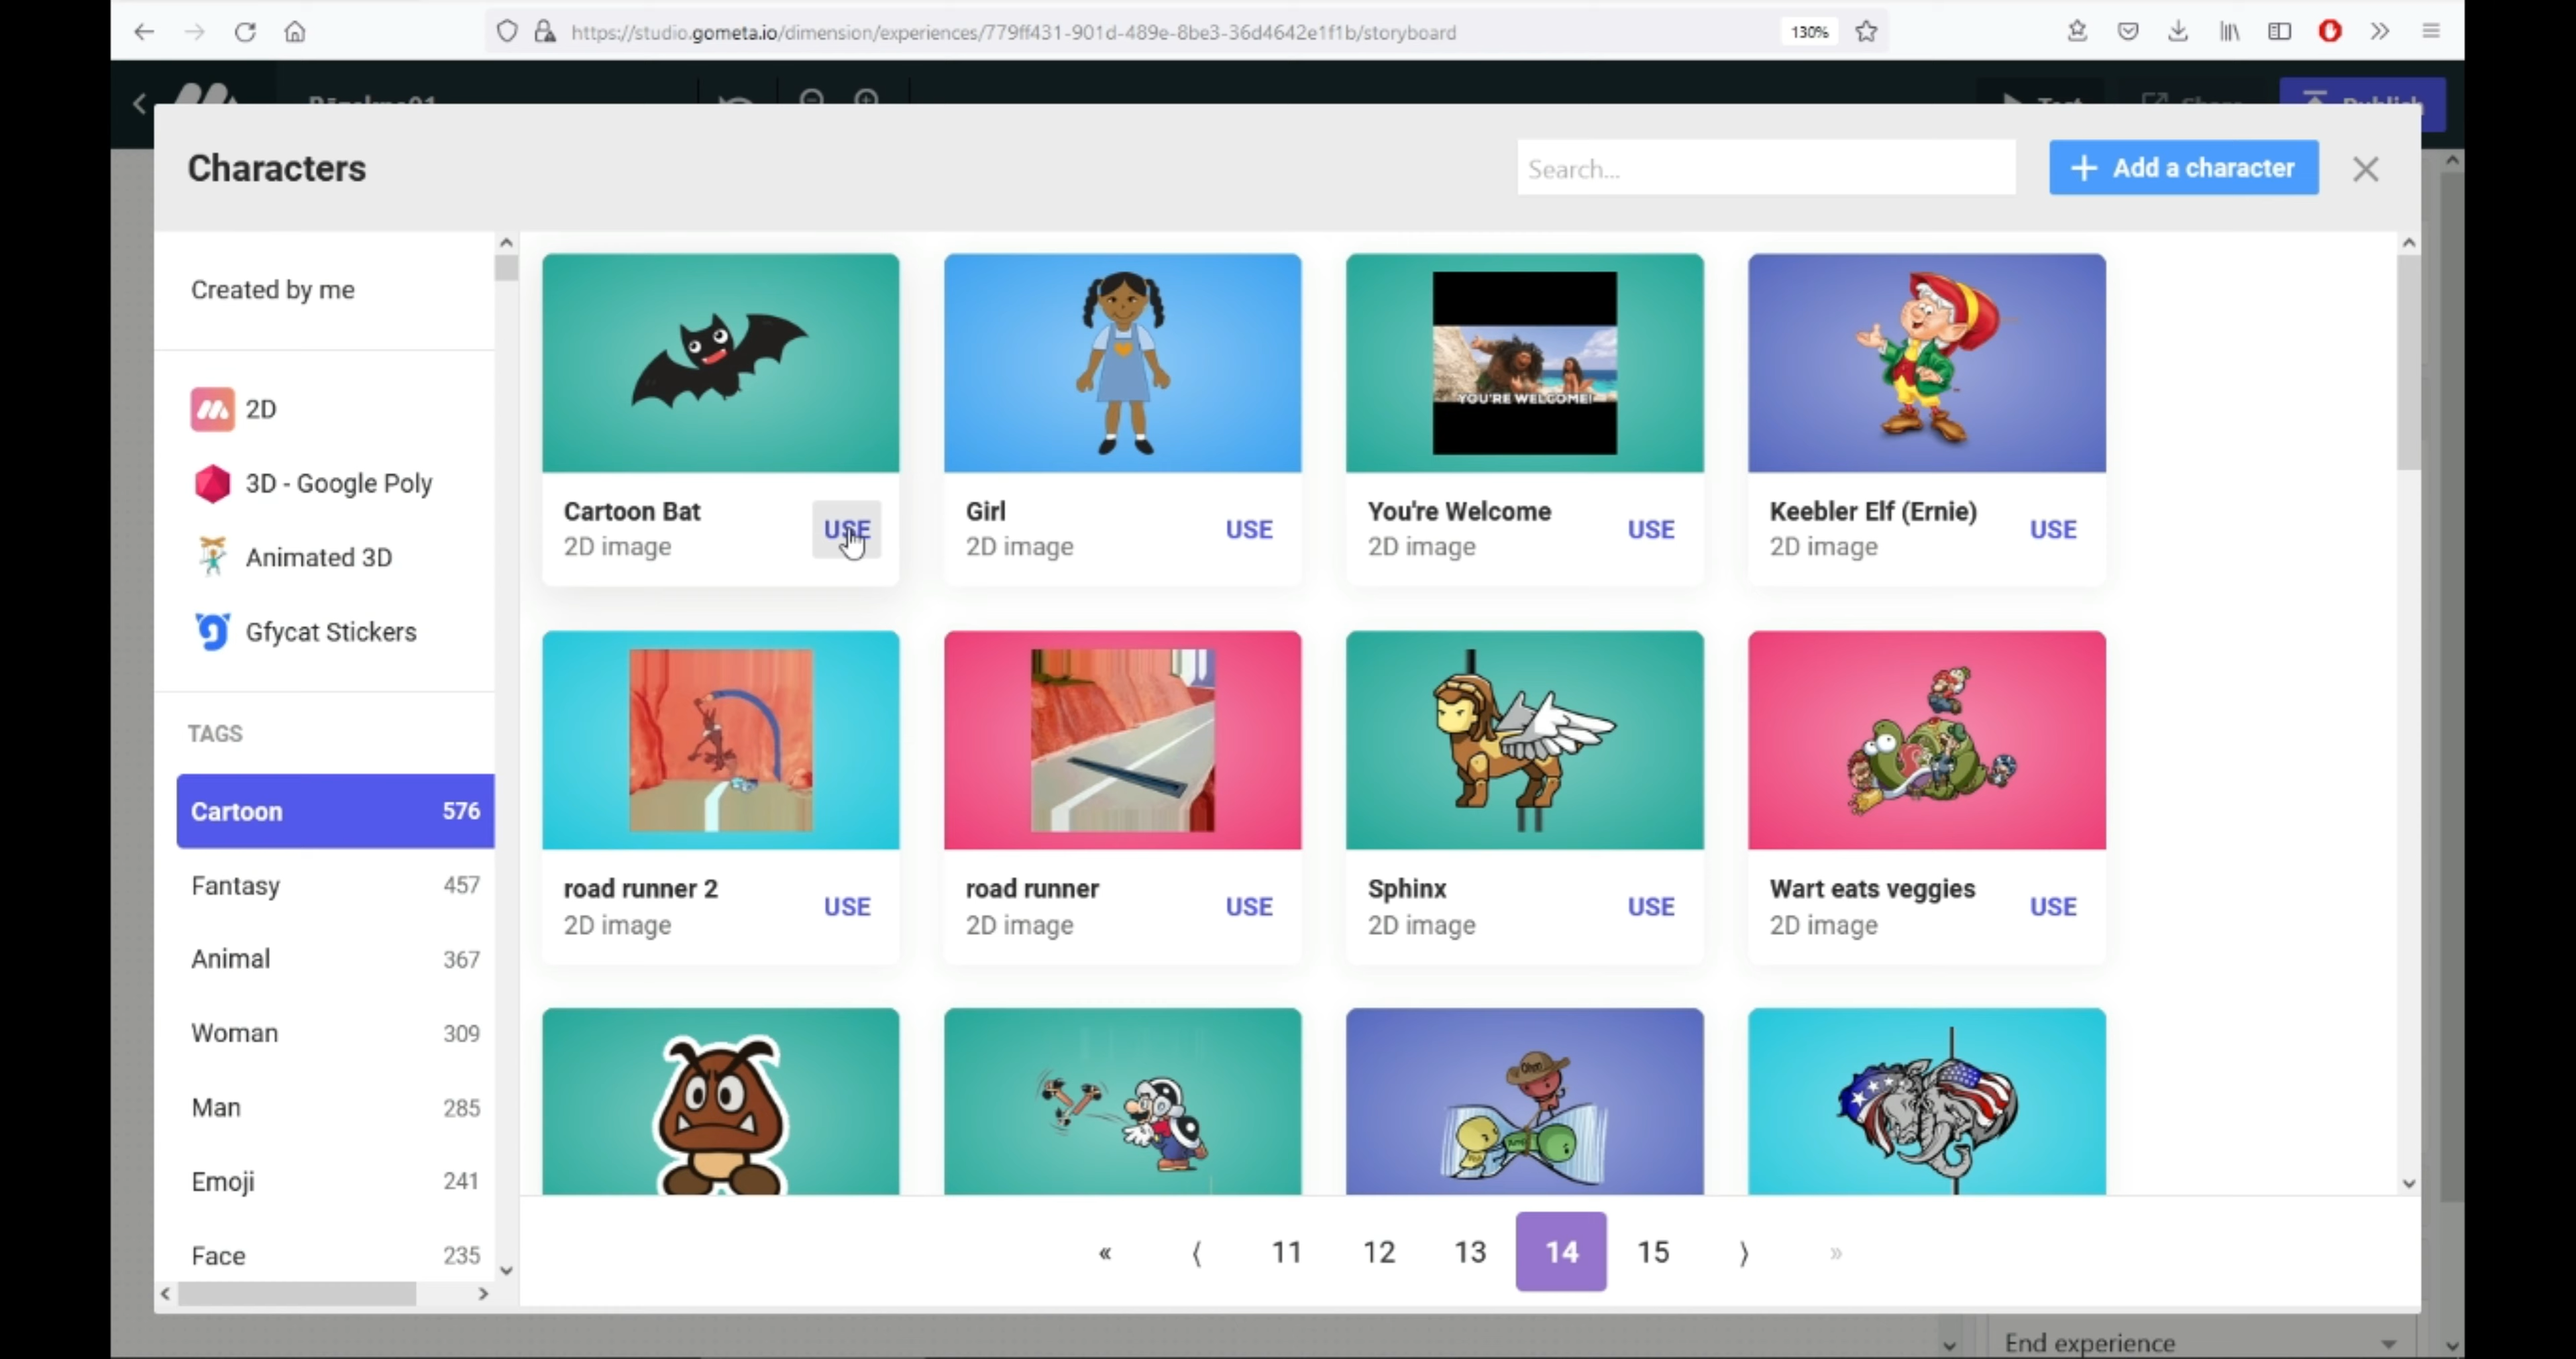 https://studio.gometa.io/dimension/experiences/779ff431-901d-489e-8be3-36d4642e1f1b/storyboard
130%
Test
Share
Publish
Characters
Search...
Add a character
Created by me
2D
3D - Google Poly
Animated 3D
Gfycat Stickers
TAGS
Cartoon 576
Fantasy 457
Animal 367
Woman 309
Man 285
Emoji 241
Face 235
YOU'RE WELCOME!
Cartoon Bat
2D image
USE
Girl
2D image
USE
You're Welcome
2D image
USE
Keebler Elf (Ernie)
2D image
USE
road runner 2
2D image
USE
road runner
2D image
USE
Sphinx
2D image
USE
Wart eats veggies
2D image
USE
Ohm
« ⟨ 11 12 13 14 15 ⟩ »
End experience